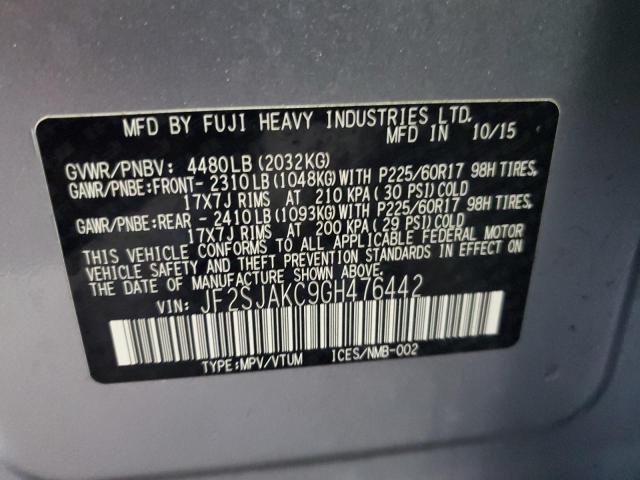 MFD BY FUJI HEAVY INDUSTRIES LTD.
MFD IN 10/15
GVWR/PNBV: 4480LB(2032KG)
GAWR/PNBE:FRONT- 2310LB(1048KG)WITH P225/60R17 98H TIRES,
17X7J RIMS AT 210 KPA(30 PSI)COLD
GAWR/PNBE:REAR - 2410LB(1093KG)WITH P225/60R17 98H TIRES,
17X7J RIMS AT 200 KPA(29 PSI)COLD
THIS VEHICLE CONFORMS TO ALL APPLICABLE FEDERAL MOTOR
VEHICLE SAFETY AND THEFT PREVENTION STANDARDS IN EFFECT ON
THE DATE OF MANUFACTURE SHOWN ABOVE.
VIN: JF2SJAKC9GH476442
TYPE:MPV/VTUM ICES/NMB-002